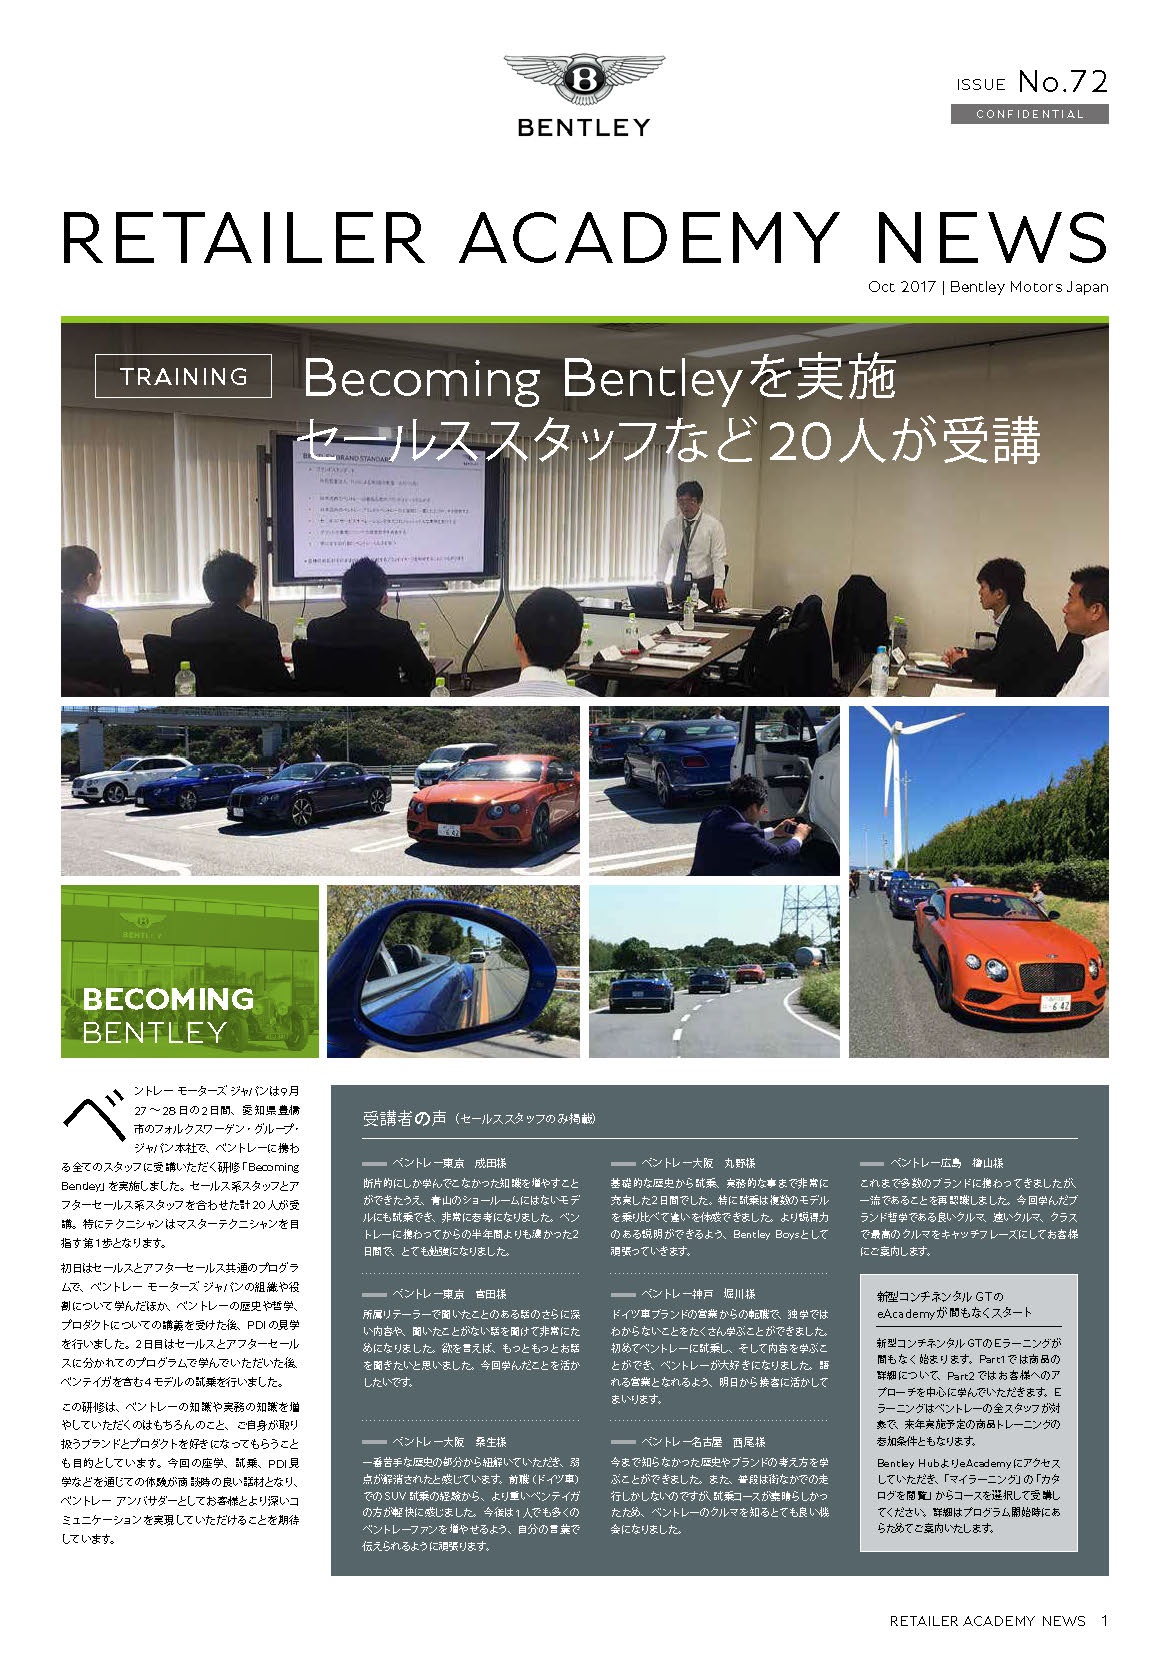 BENTLEY
ISSUE No.72
CONFIDENTIAL
RETAILER ACADEMY NEWS
Oct 2017 | Bentley Motors Japan
TRAINING
Becoming Bentleyを実施
セールススタッフなど20人が受講
BECOMING
BENTLEY
ベントレー モーターズ ジャパンは9月
27～28日の2日間、愛知県豊橋
市のフォルクスワーゲン・グループ・
ジャパン本社で、ベントレーに携わ
る全てのスタッフに受講いただく研修「Becoming
Bentley」を実施しました。セールス系スタッフとア
フターセールス系スタッフを合わせた計20人が受
講。特にテクニシャンはマスターテクニシャンを目
指す第1歩となります。
初日はセールスとアフターセールス共通のプログラ
ムで、ベントレー モーターズ ジャパンの組織や役
割について学んだほか、ベントレーの歴史や哲学、
プロダクトについての講義を受けた後、PDIの見学
を行いました。2日目はセールスとアフターセール
スに分かれてのプログラムで学んでいただいた後、
ベンテイガを含む4モデルの試乗を行いました。
この研修は、ベントレーの知識や実務の知識を増
やしていただくのはもちろんのこと、ご自身が取り
扱うブランドとプロダクトを好きになってもらうこと
も目的としています。今回の座学、試乗、PDI見
学などを通じての体験が商談時の良い話材となり、
ベントレー アンバサダーとしてお客様とより深いコ
ミュニケーションを実現していただけることを期待
しています。
受講者の声（セールススタッフのみ掲載）
ベントレー東京　成田様
断片的にしか学んでこなかった知識を増やすこと
ができたうえ、青山のショールームにはないモデ
ルにも試乗でき、非常に参考になりました。ベン
トレーに携わってからの半年間よりも濃かった2
日間で、とても勉強になりました。
ベントレー東京　宮田様
所属リテーラーで聞いたことのある話のさらに深
い内容や、聞いたことがない話を聞けて非常にた
めになりました。欲を言えば、もっともっとお話
を聞きたいと思いました。今回学んだことを活か
したいです。
ベントレー大阪　桑生様
一番苦手な歴史の部分から紐解いていただき、弱
点が解消されたと感じています。前職（ドイツ車）
でのSUV試乗の経験から、より重いベンテイガ
の方が軽快に感じました。今後は1人でも多くの
ベントレーファンを増やせるよう、自分の言葉で
伝えられるように頑張ります。
ベントレー大阪　丸野様
基礎的な歴史から試乗、実務的な事まで非常に
充実した2日間でした。特に試乗は複数のモデル
を乗り比べて違いを体感できました。より説得力
のある説明ができるよう、Bentley Boysとして
頑張っていきます。
ベントレー神戸　堀川様
ドイツ車ブランドの営業からの転職で、独学では
わからないことをたくさん学ぶことができました。
初めてベントレーに試乗し、そして内容を学ぶこ
とができ、ベントレーが大好きになりました。語
れる営業となれるよう、明日から接客に活かして
まいります。
ベントレー名古屋　西尾様
今まで知らなかった歴史やブランドの考え方を学
ぶことができました。また、普段は街なかでの走
行しかしないのですが、試乗コースが素晴らしかっ
たため、ベントレーのクルマを知るとても良い機
会になりました。
ベントレー広島　檜山様
これまで多数のブランドに携わってきましたが、
一流であることを再認識しました。今回学んだブ
ランド哲学である良いクルマ、速いクルマ、クラス
で最高のクルマをキャッチフレーズにしてお客様
にご案内します。
新型コンチネンタル GTの
eAcademyが間もなくスタート
新型コンチネンタルGTのEラーニングが
間もなく始まります。Part1では商品の
詳細について、Part2ではお客様へのア
プローチを中心に学んでいただきます。E
ラーニングはベントレーの全スタッフが対
象で、来年実施予定の商品トレーニングの
参加条件ともなります。
Bentley HubよりeAcademyにアクセス
していただき、「マイラーニング」の「カタ
ログを閲覧」からコースを選択して受講し
てください。詳細はプログラム開始時にあ
らためてご案内いたします。
RETAILER ACADEMY NEWS 1